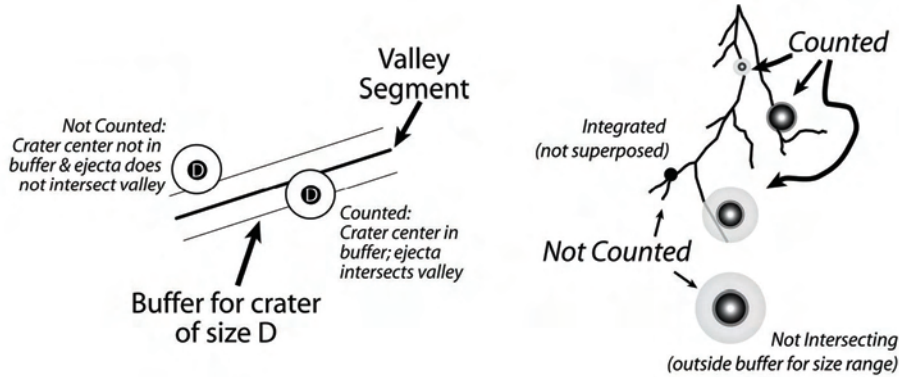 Valley
Segment
Not Counted:
Crater center not in
buffer & ejecta does
not intersect valley
D
D
Counted:
Crater center in
buffer; ejecta
intersects valley
Buffer for crater
of size D
Counted
Integrated
(not superposed)
Not Counted
Not Intersecting
(outside buffer for size range)